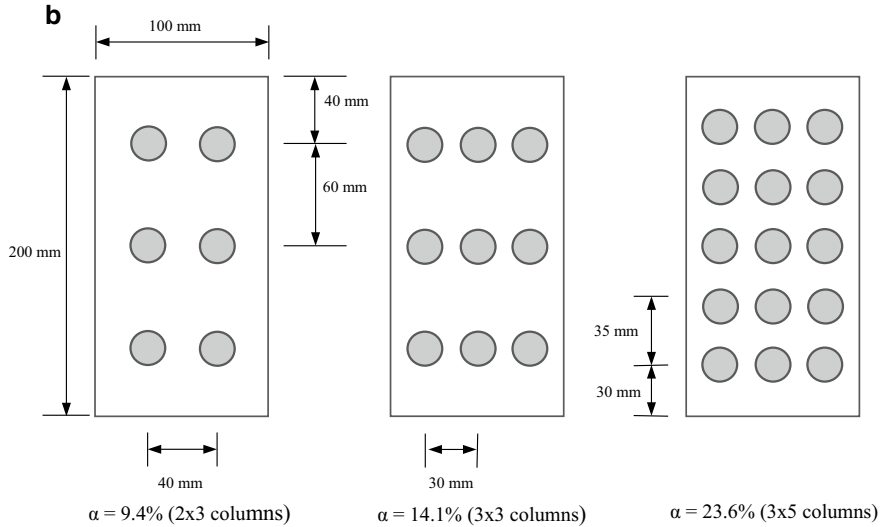 b
100 mm
40 mm
60 mm
200 mm
35 mm
30 mm
40 mm
30 mm
α = 9.4% (2x3 columns)
α = 14.1% (3x3 columns)
α = 23.6% (3x5 columns)